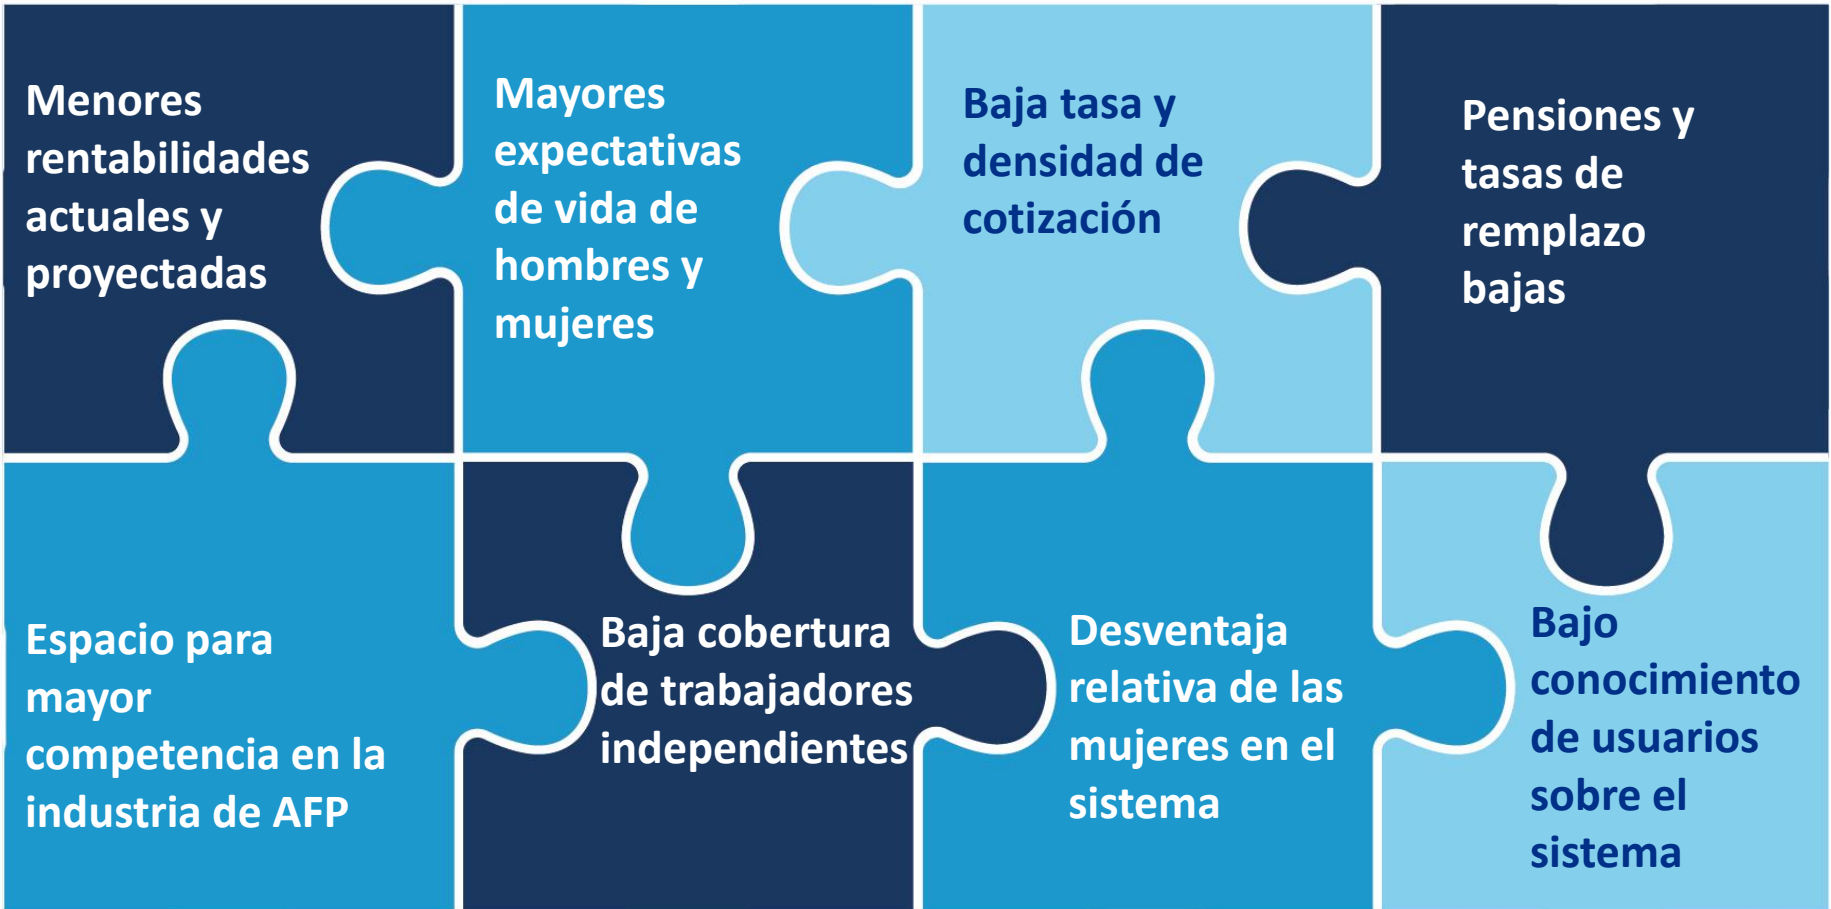 Menores
rentabilidades
actuales y
proyectadas
Mayores
expectativas
de vida de
hombres y
mujeres
Baja tasa y
densidad de
cotización
Pensiones y
tasas de
remplazo
bajas
Espacio para
mayor
competencia en la
industria de AFP
Baja cobertura
de trabajadores
independientes
Desventaja
relativa de las
mujeres en el
sistema
Bajo
conocimiento
de usuarios
sobre el
sistema